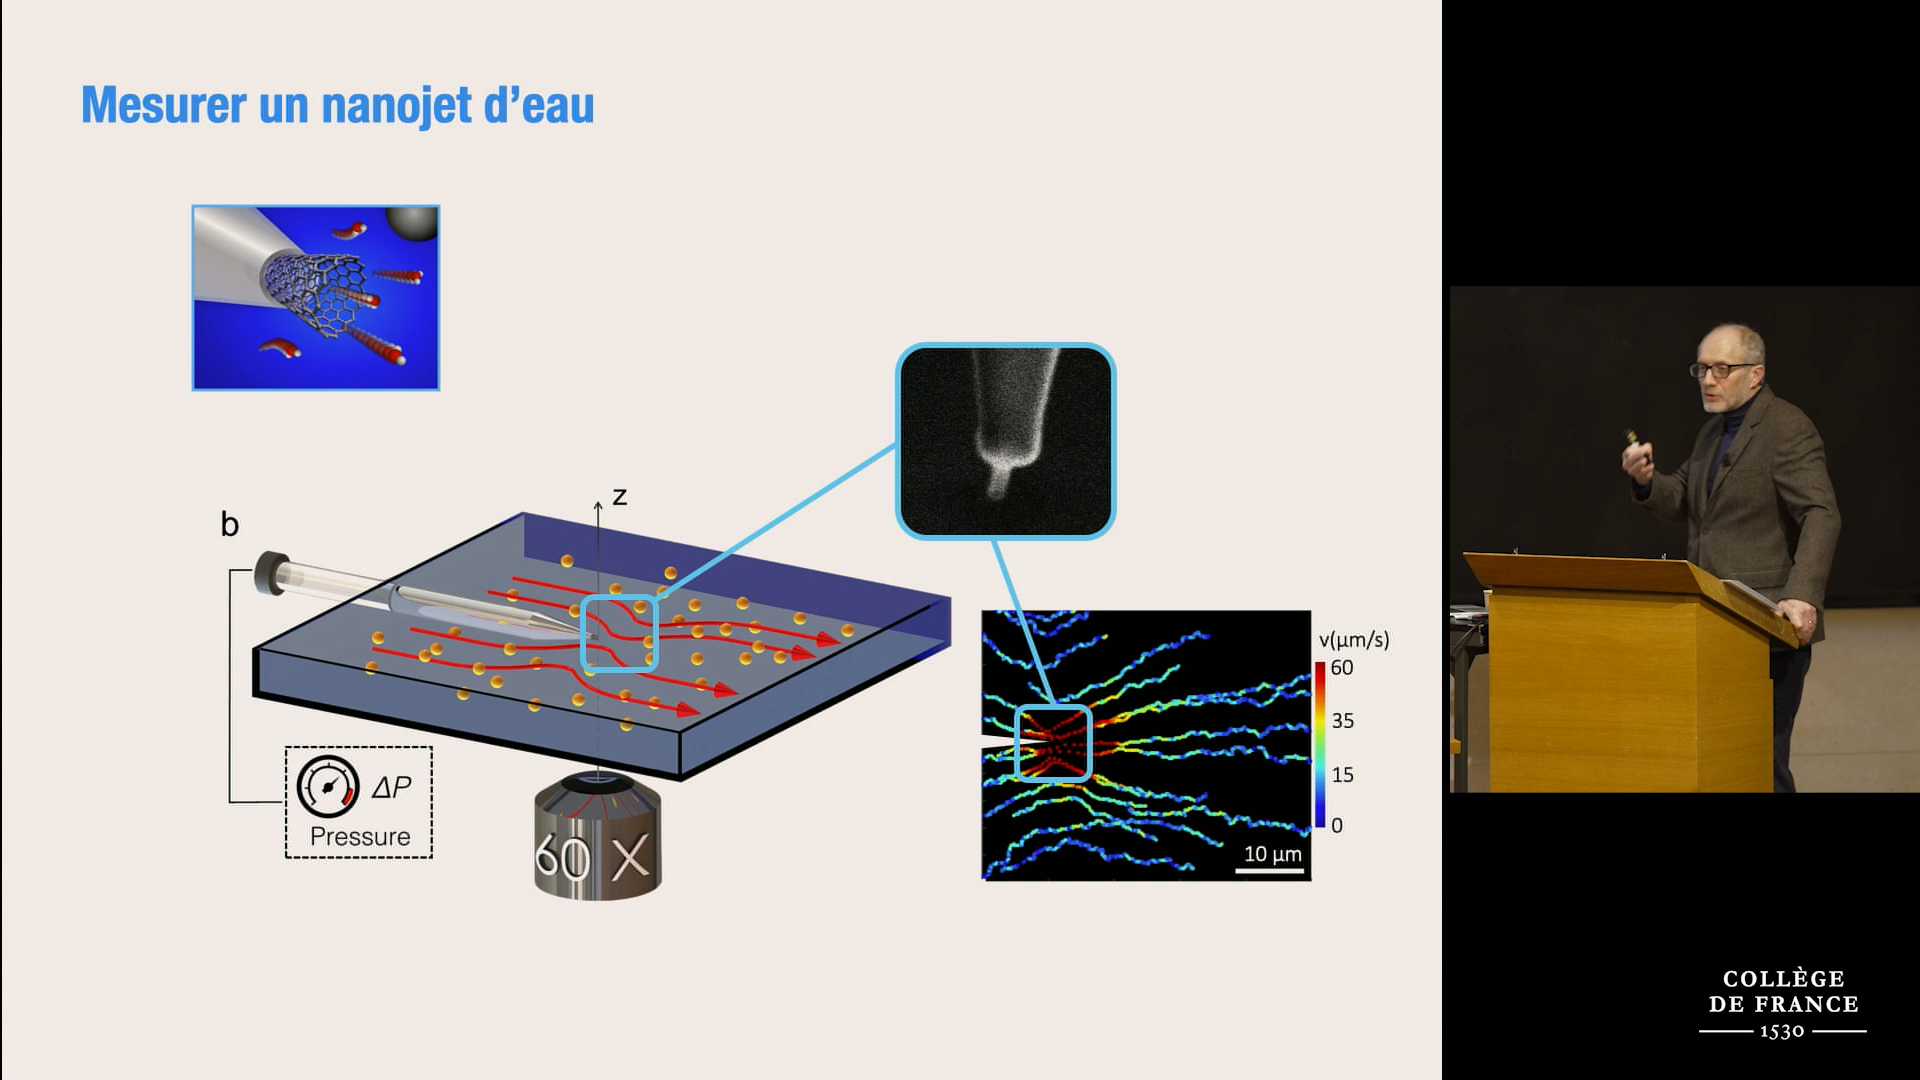 Mesurer un nanojet d’eau
z
b
ΔP
Pressure
60 X
v(μm/s)
60
35
15
0
10 μm
COLLÈGE
DE FRANCE
1530